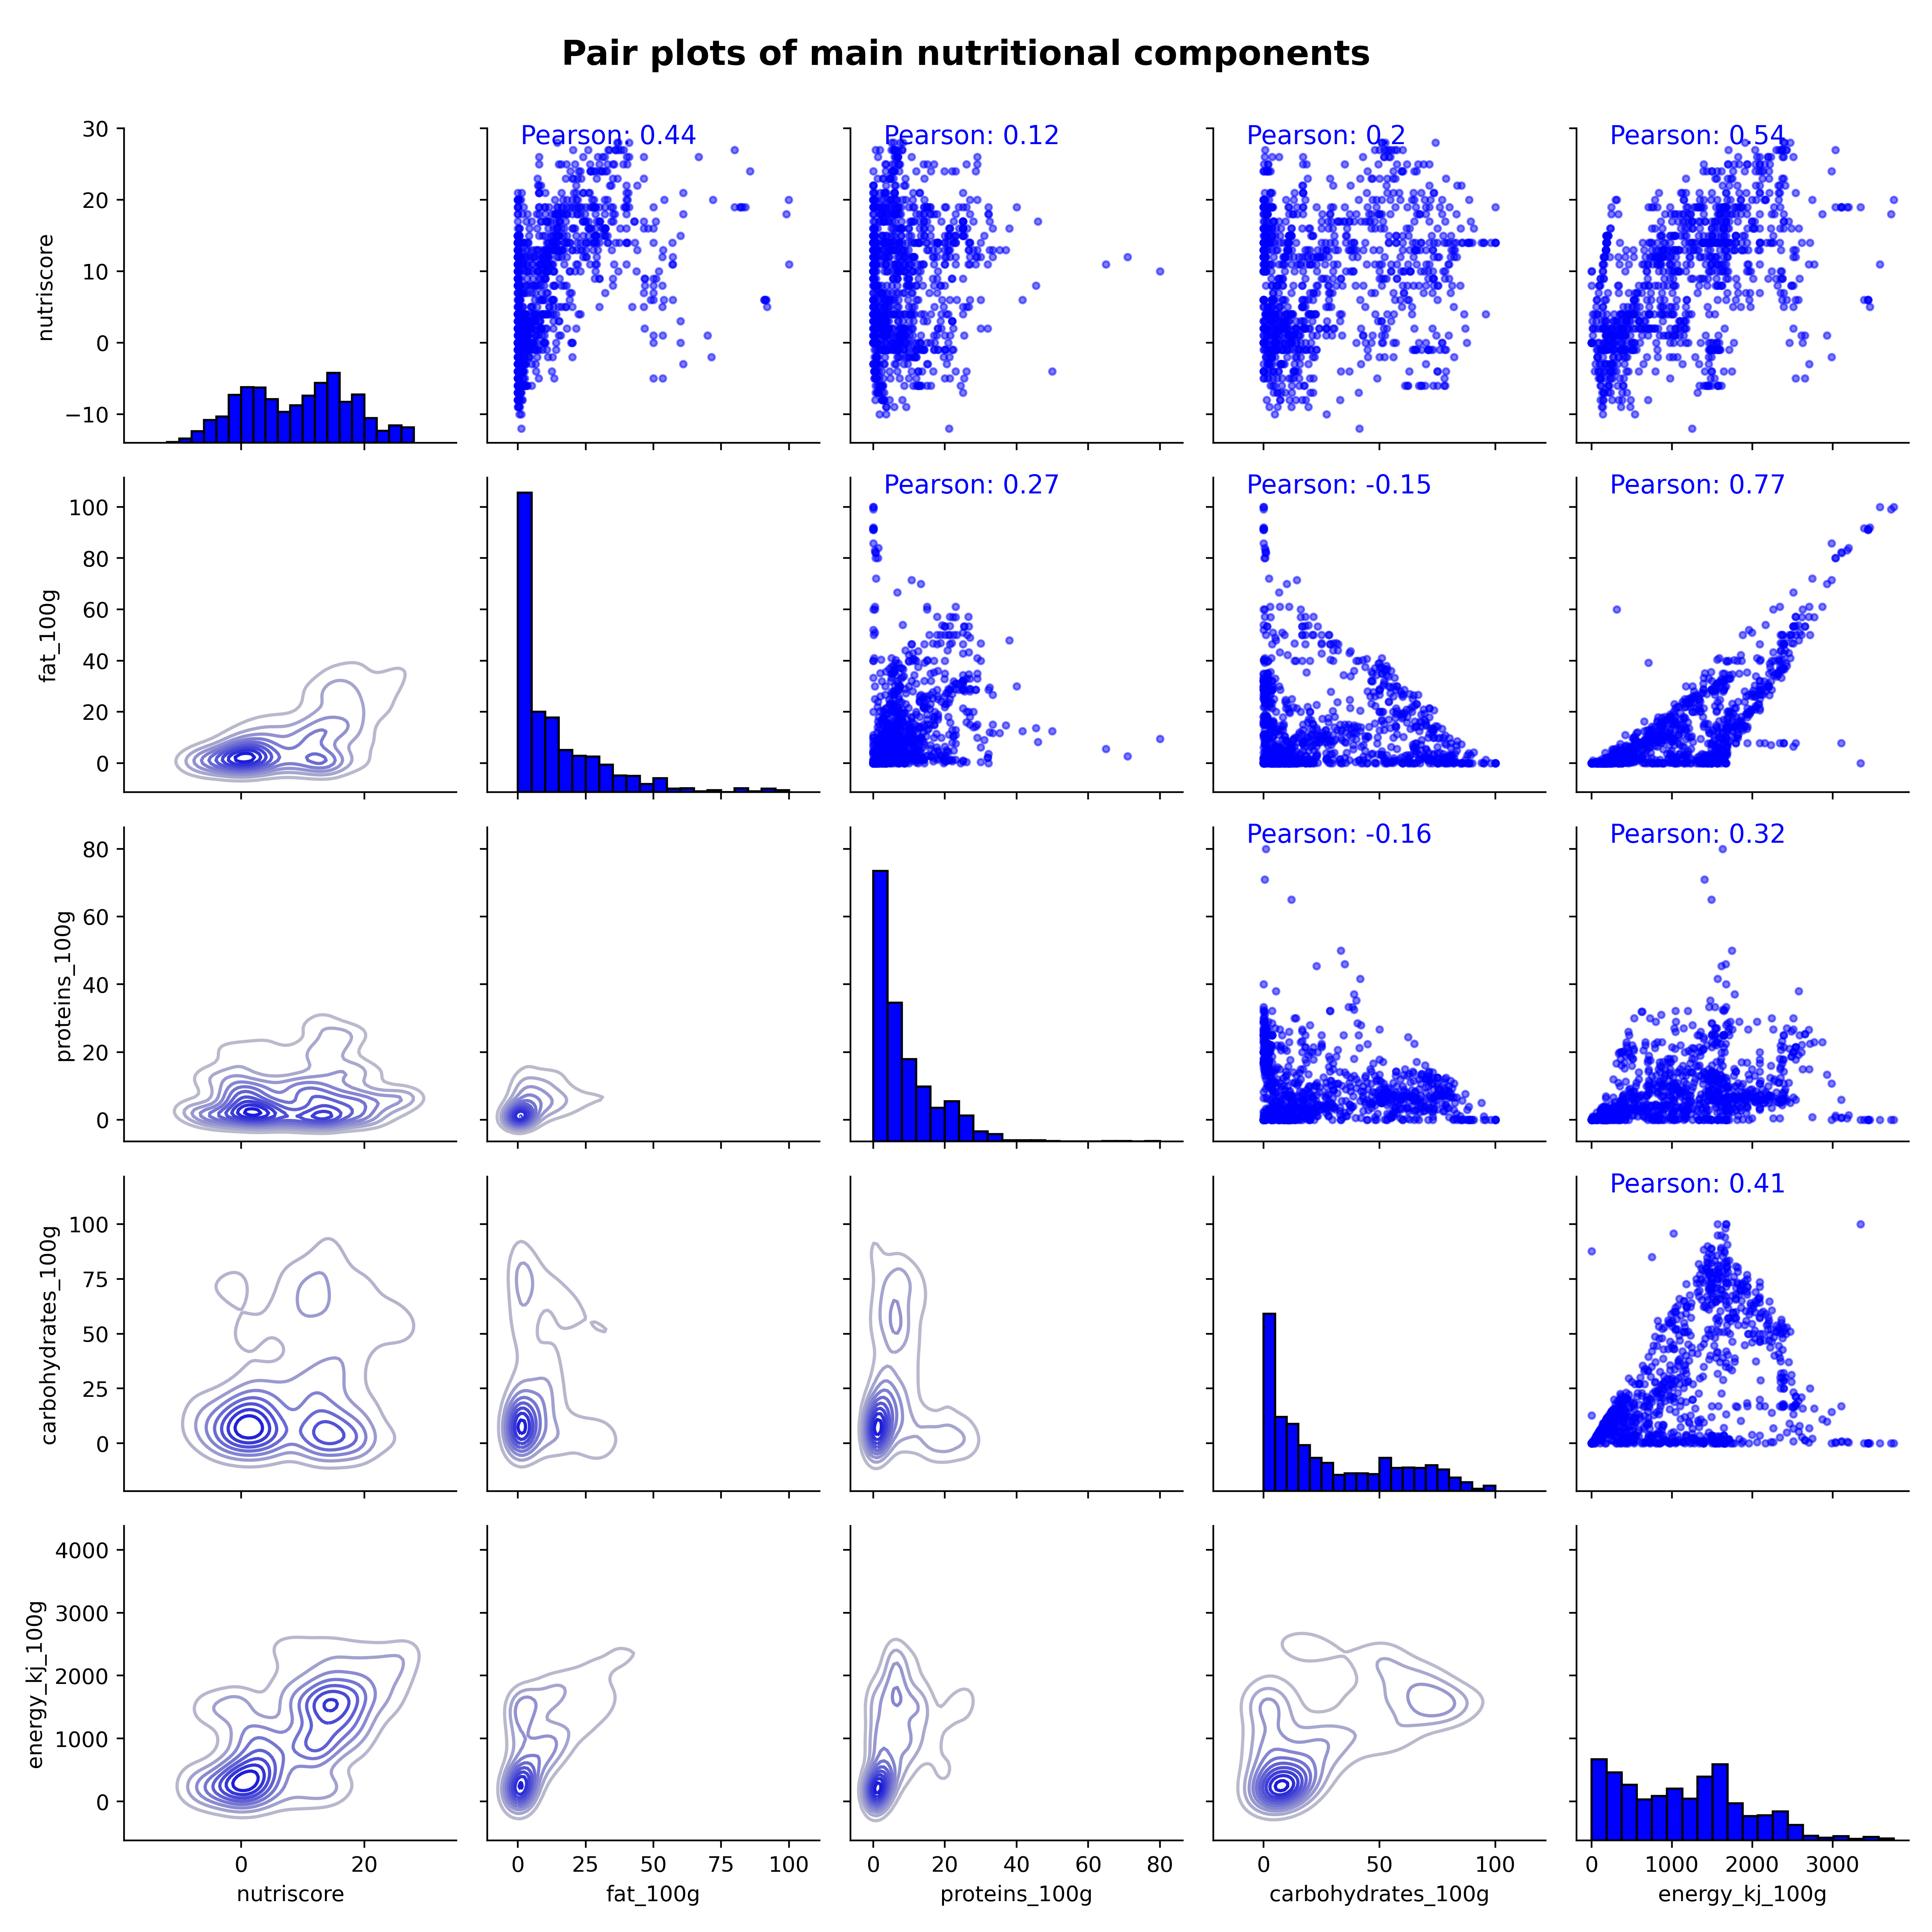 Pair plots of main nutritional components
Pearson: 0.44
Pearson: 0.12
Pearson: 0.2
Pearson: 0.54
30
20
10
0
−10
nutriscore
Pearson: 0.27
Pearson: -0.15
Pearson: 0.77
100
80
60
40
20
0
fat_100g
Pearson: -0.16
Pearson: 0.32
80
60
40
20
0
proteins_100g
Pearson: 0.41
100
75
50
25
0
carbohydrates_100g
4000
3000
2000
1000
0
energy_kj_100g
0 20
0 25 50 75 100
0 20 40 60 80
0 50 100
0 1000 2000 3000
nutriscore
fat_100g
proteins_100g
carbohydrates_100g
energy_kj_100g